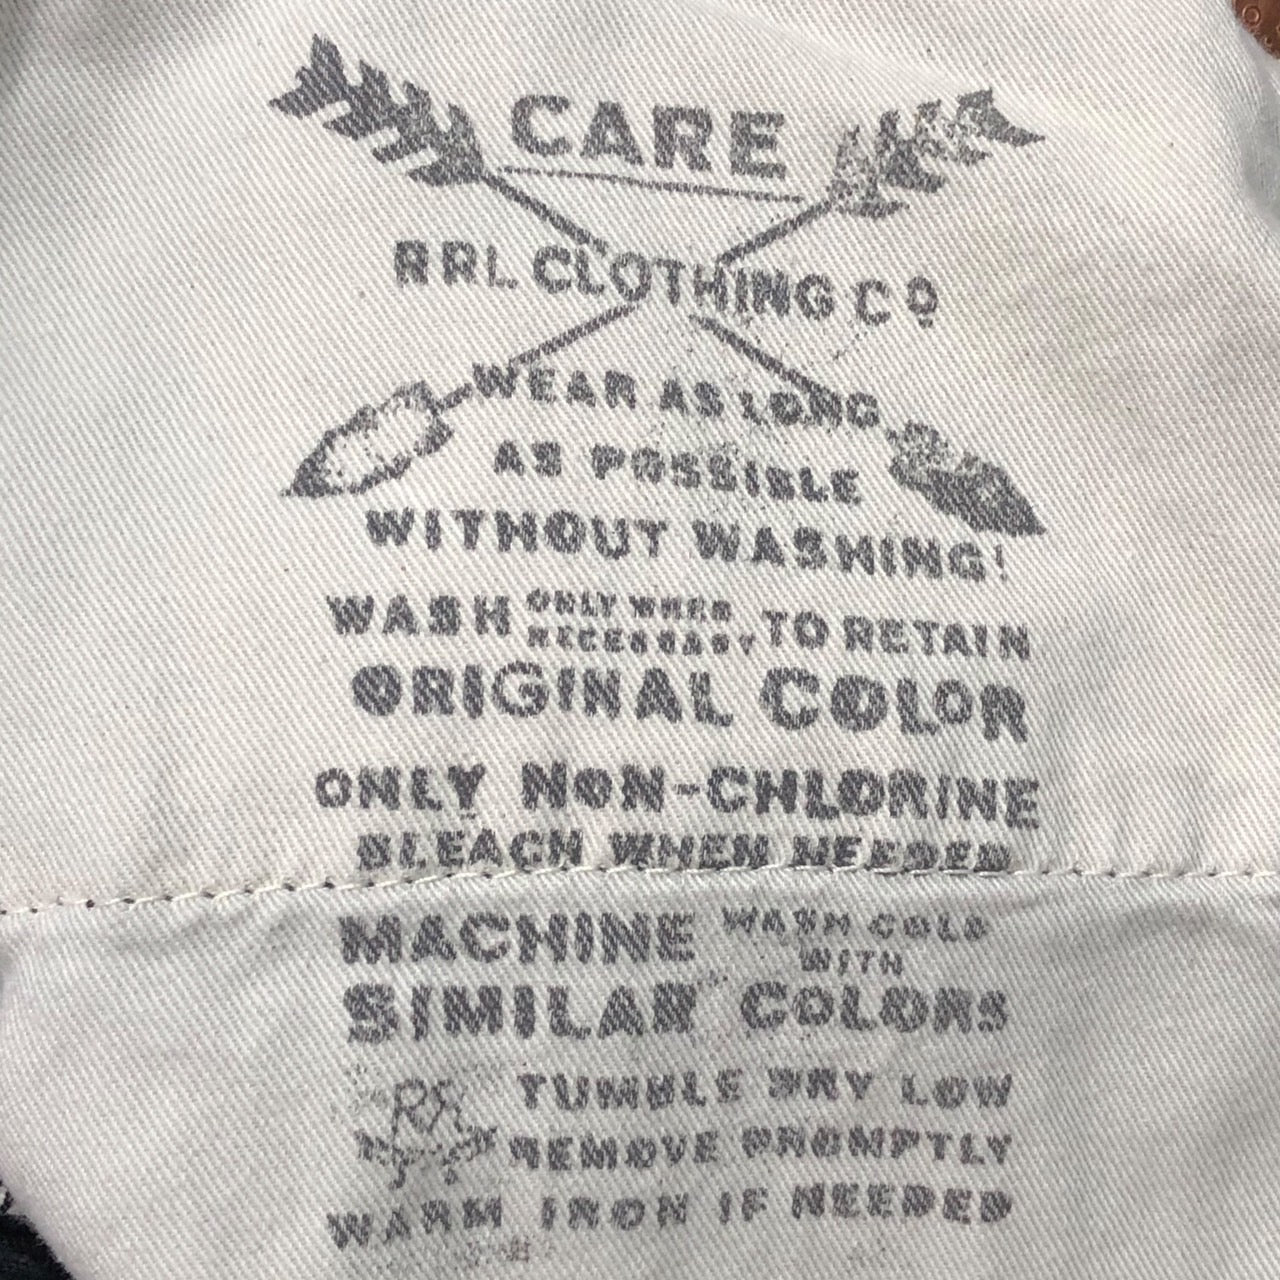 CARE
RRL CLOTHING CO
WEAR AS LONG
AS POSSIBLE
WITHOUT WASHING!
WASH ONLY WHEN NECESSARY TO RETAIN
ORIGINAL COLOR
ONLY NON-CHLORINE
BLEACH WHEN NEEDED
MACHINE WASH COLD
WITH
SIMILAR COLORS
RRL TUMBLE DRY LOW
REMOVE PROMPTLY
WARM IRON IF NEEDED